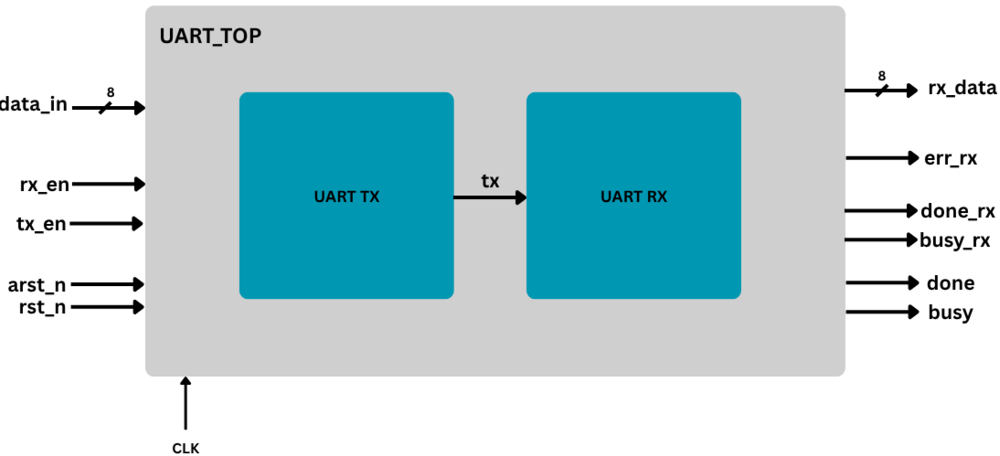 UART_TOP
data_in
8
rx_en
tx_en
arst_n
rst_n
CLK
UART TX
tx
UART RX
8
rx_data
err_rx
done_rx
busy_rx
done
busy